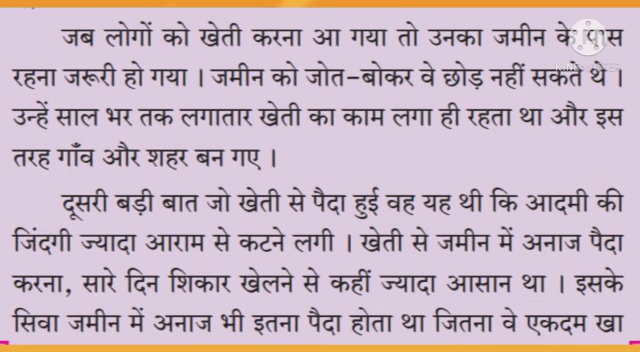 जब लोगों को खेती करना आ गया तो उनका जमीन के पास
रहना जरूरी हो गया । जमीन को जोत-बोकर वे छोड़ नहीं सकते थे ।
उन्हें साल भर तक लगातार खेती का काम लगा ही रहता था और इस
तरह गाँव और शहर बन गए ।
दूसरी बड़ी बात जो खेती से पैदा हुई वह यह थी कि आदमी की
जिंदगी ज्यादा आराम से कटने लगी । खेती से जमीन में अनाज पैदा
करना, सारे दिन शिकार खेलने से कहीं ज्यादा आसान था । इसके
सिवा जमीन में अनाज भी इतना पैदा होता था जितना वे एकदम खा